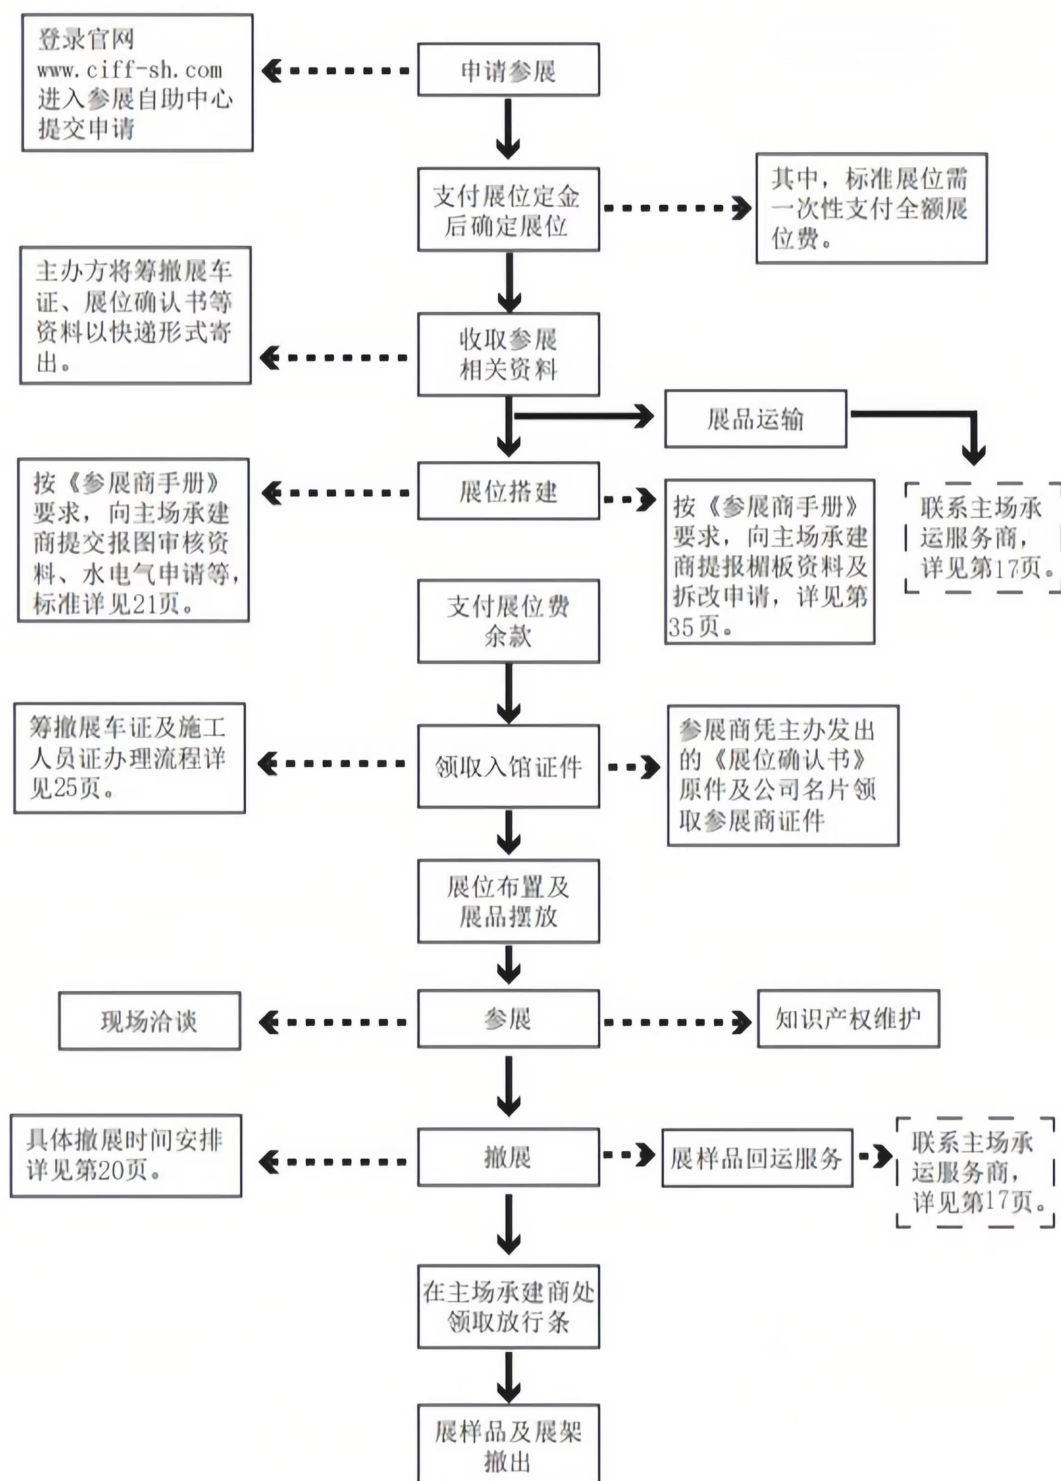 登录官网
www.ciff-sh.com
进入参展自助中心
提交申请
申请参展
支付展位定金
后确定展位
其中，标准展位需
一次性支付全额展
位费。
主办方将筹撤展车
证、展位确认书等
资料以快递形式寄
出。
收取参展
相关资料
展品运输
按《参展商手册》
要求，向主场承建
商提交报图审核资
料、水电气申请等，
标准详见21页。
展位搭建
按《参展商手册》
要求，向主场承建
商提报楣板资料及
拆改申请，详见第
35页。
联系主场承
运服务商，
详见第17页。
支付展位费
余款
筹撤展车证及施工
人员证办理流程详
见25页。
领取入馆证件
参展商凭主办发出
的《展位确认书》
原件及公司名片领
取参展商证件
展位布置及
展品摆放
现场洽谈
参展
知识产权维护
具体撤展时间安排
详见第20页。
撤展
展样品回运服务
联系主场承
运服务商，
详见第17页。
在主场承建商处
领取放行条
展样品及展架
撤出